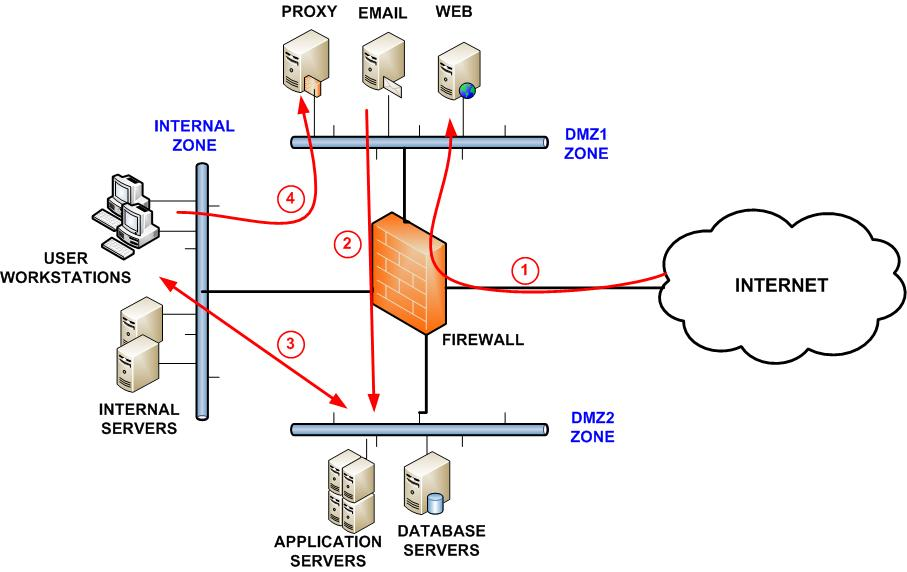 PROXY
EMAIL
WEB
INTERNAL
ZONE
DMZ1
ZONE
4
2
1
USER
WORKSTATIONS
INTERNET
FIREWALL
3
INTERNAL
SERVERS
DMZ2
ZONE
APPLICATION
SERVERS
DATABASE
SERVERS